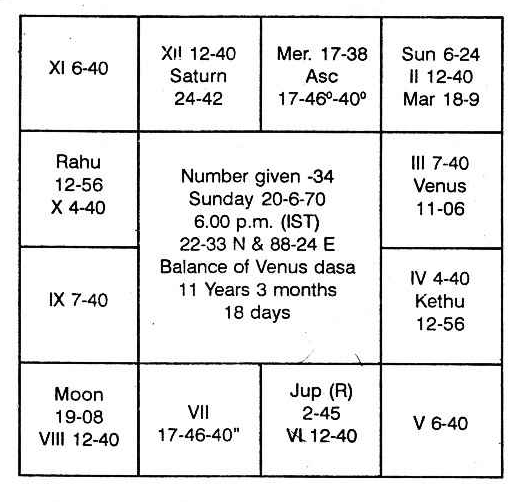 XI 6-40
XII 12-40
Saturn
24-42
Mer. 17-38
Asc
17-46º-40º
Sun 6-24
II 12-40
Mar 18-9
Rahu
12-56
X 4-40
Number given -34
Sunday 20-6-70
6.00 p.m. (IST)
22-33 N & 88-24 E
Balance of Venus dasa
11 Years 3 months
18 days
III 7-40
Venus
11-06
IX 7-40
IV 4-40
Kethu
12-56
Moon
19-08
VIII 12-40
VII
17-46-40"
Jup (R)
2-45
VI 12-40
V 6-40